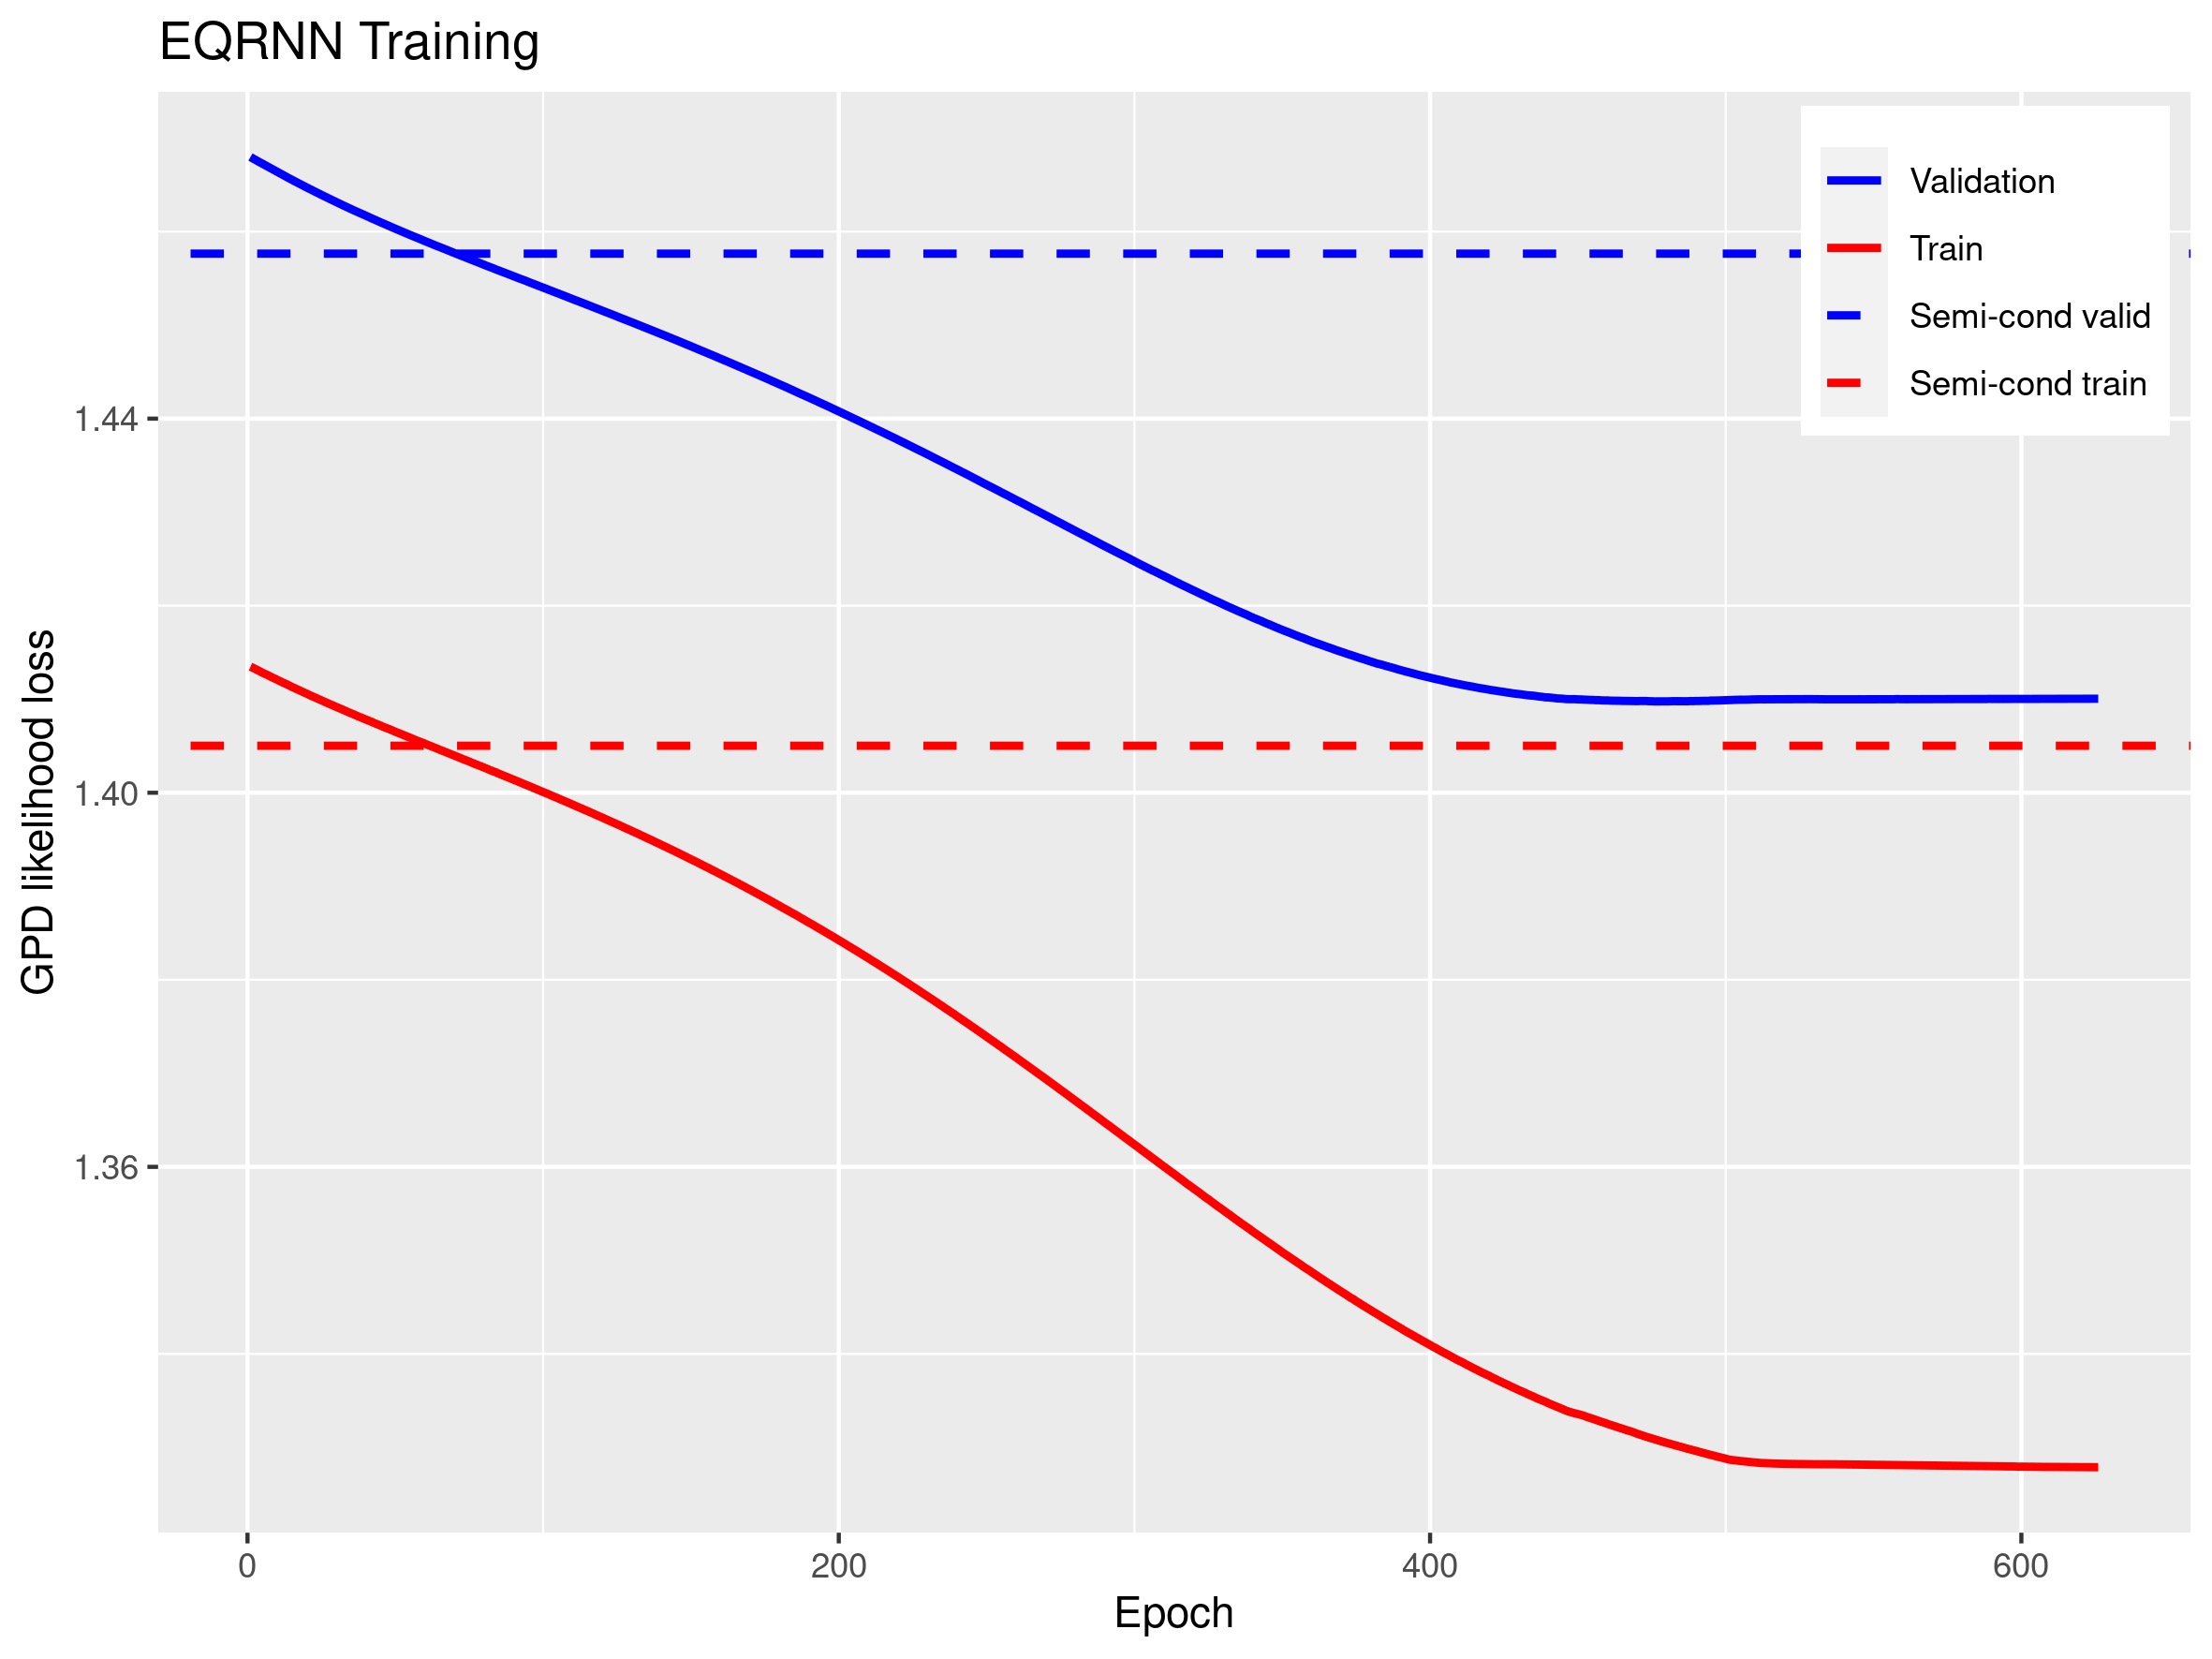 EQRNN Training
GPD likelihood loss
1.44
1.40
1.36
Validation
Train
Semi-cond valid
Semi-cond train
0 200 400 600
Epoch